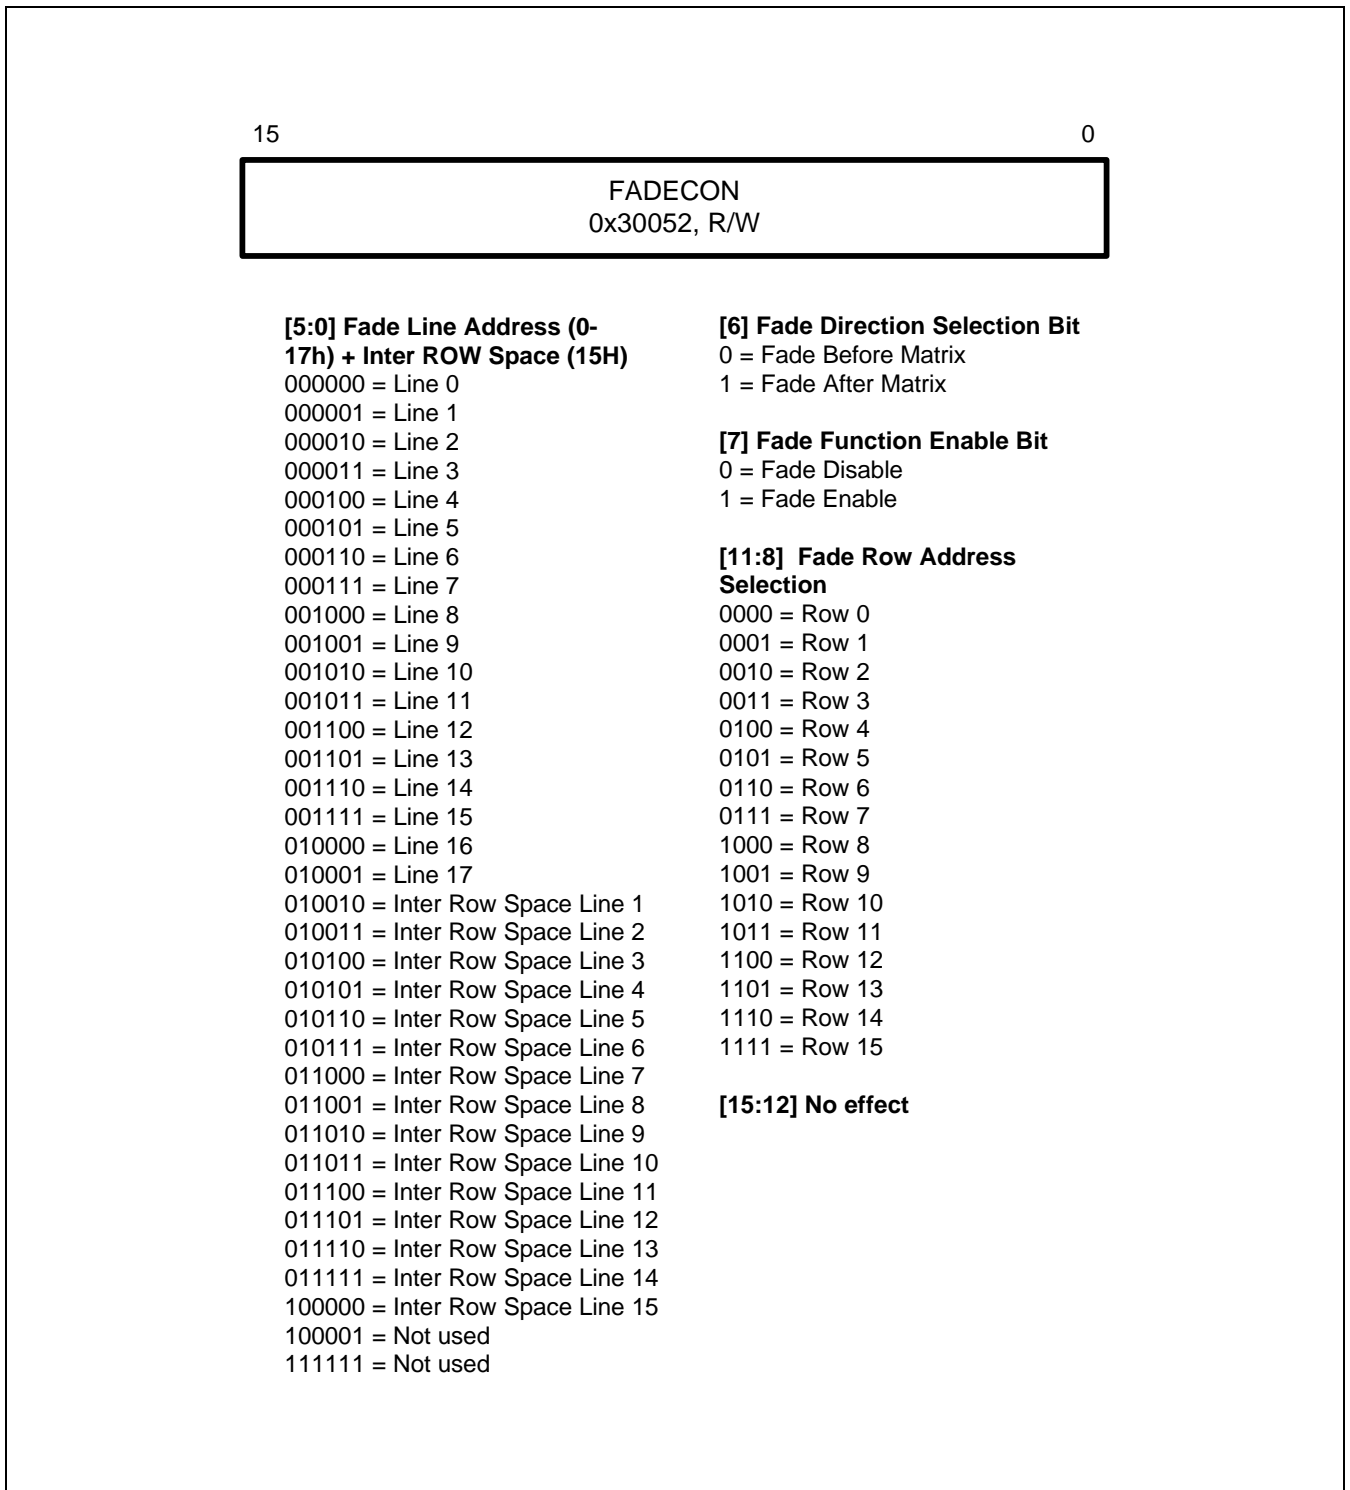 15 0
FADECON
0x30052, R/W
[5:0] Fade Line Address (0-
17h) + Inter ROW Space (15H)
000000 = Line 0
000001 = Line 1
000010 = Line 2
000011 = Line 3
000100 = Line 4
000101 = Line 5
000110 = Line 6
000111 = Line 7
001000 = Line 8
001001 = Line 9
001010 = Line 10
001011 = Line 11
001100 = Line 12
001101 = Line 13
001110 = Line 14
001111 = Line 15
010000 = Line 16
010001 = Line 17
010010 = Inter Row Space Line 1
010011 = Inter Row Space Line 2
010100 = Inter Row Space Line 3
010101 = Inter Row Space Line 4
010110 = Inter Row Space Line 5
010111 = Inter Row Space Line 6
011000 = Inter Row Space Line 7
011001 = Inter Row Space Line 8
011010 = Inter Row Space Line 9
011011 = Inter Row Space Line 10
011100 = Inter Row Space Line 11
011101 = Inter Row Space Line 12
011110 = Inter Row Space Line 13
011111 = Inter Row Space Line 14
100000 = Inter Row Space Line 15
100001 = Not used
111111 = Not used
[6] Fade Direction Selection Bit
0 = Fade Before Matrix
1 = Fade After Matrix
[7] Fade Function Enable Bit
0 = Fade Disable
1 = Fade Enable
[11:8] Fade Row Address
Selection
0000 = Row 0
0001 = Row 1
0010 = Row 2
0011 = Row 3
0100 = Row 4
0101 = Row 5
0110 = Row 6
0111 = Row 7
1000 = Row 8
1001 = Row 9
1010 = Row 10
1011 = Row 11
1100 = Row 12
1101 = Row 13
1110 = Row 14
1111 = Row 15
[15:12] No effect